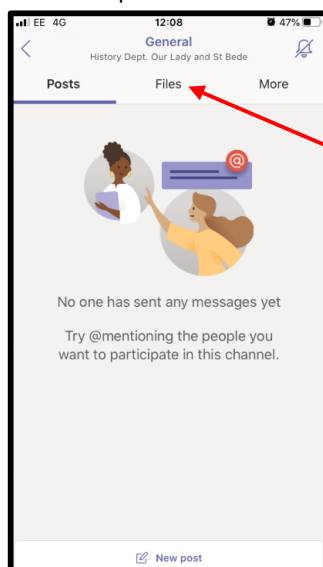 EE 4G 12:08 47%
General
History Dept. Our Lady and St Bede
Posts Files More
@
No one has sent any messages yet
Try @mentioning the people you
want to participate in this channel.
New post